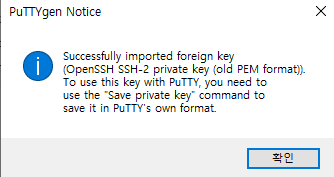 PuTTYgen Notice
Successfully imported foreign key
(OpenSSH SSH-2 private key (old PEM format)).
To use this key with PuTTY, you need to
use the "Save private key" command to
save it in PuTTY's own format.
확인